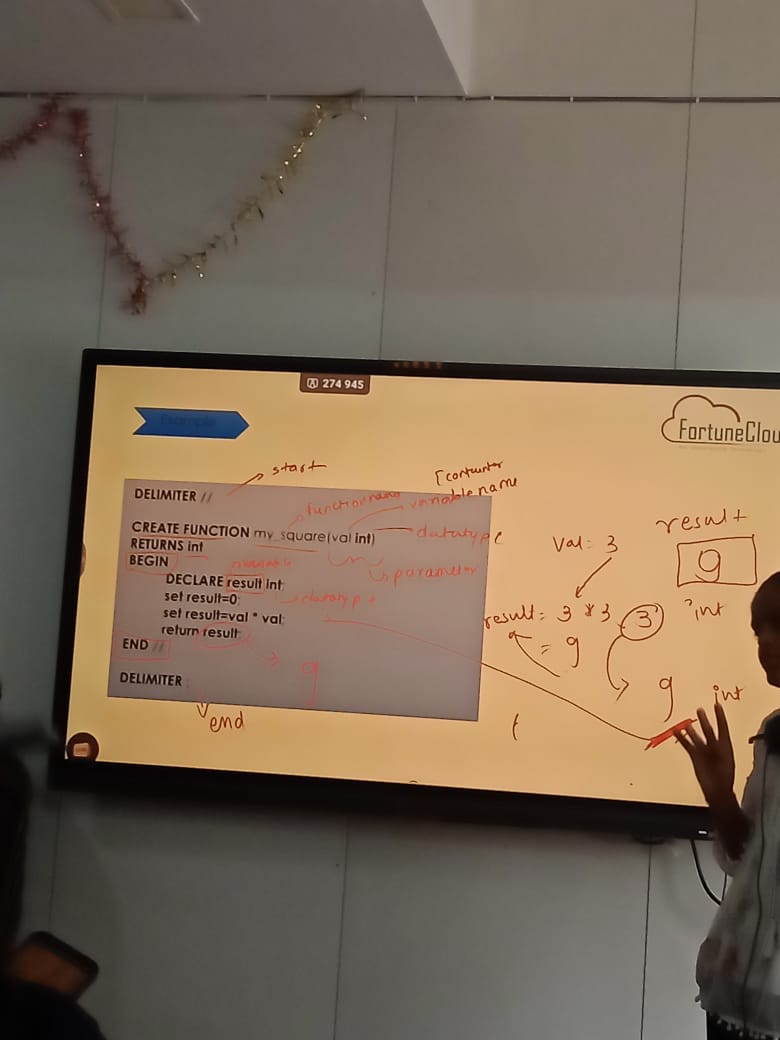 274 945
Example
FortuneClou
start
[container
function name
variable name
DELIMITER //
CREATE FUNCTION my_square(val int)
datatype
RETURNS int
parameter
BEGIN
DECLARE result int;
datatype
set result=0;
set result=val * val;
return result;
9
END //
DELIMITER ;
end
val = 3
result = 3 * 3
= 9
result
9
int
3
9 int